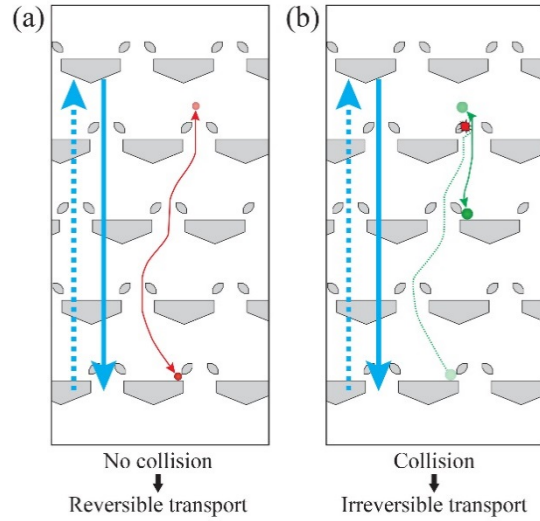 (a)
(b)
No collision
Reversible transport
Collision
Irreversible transport